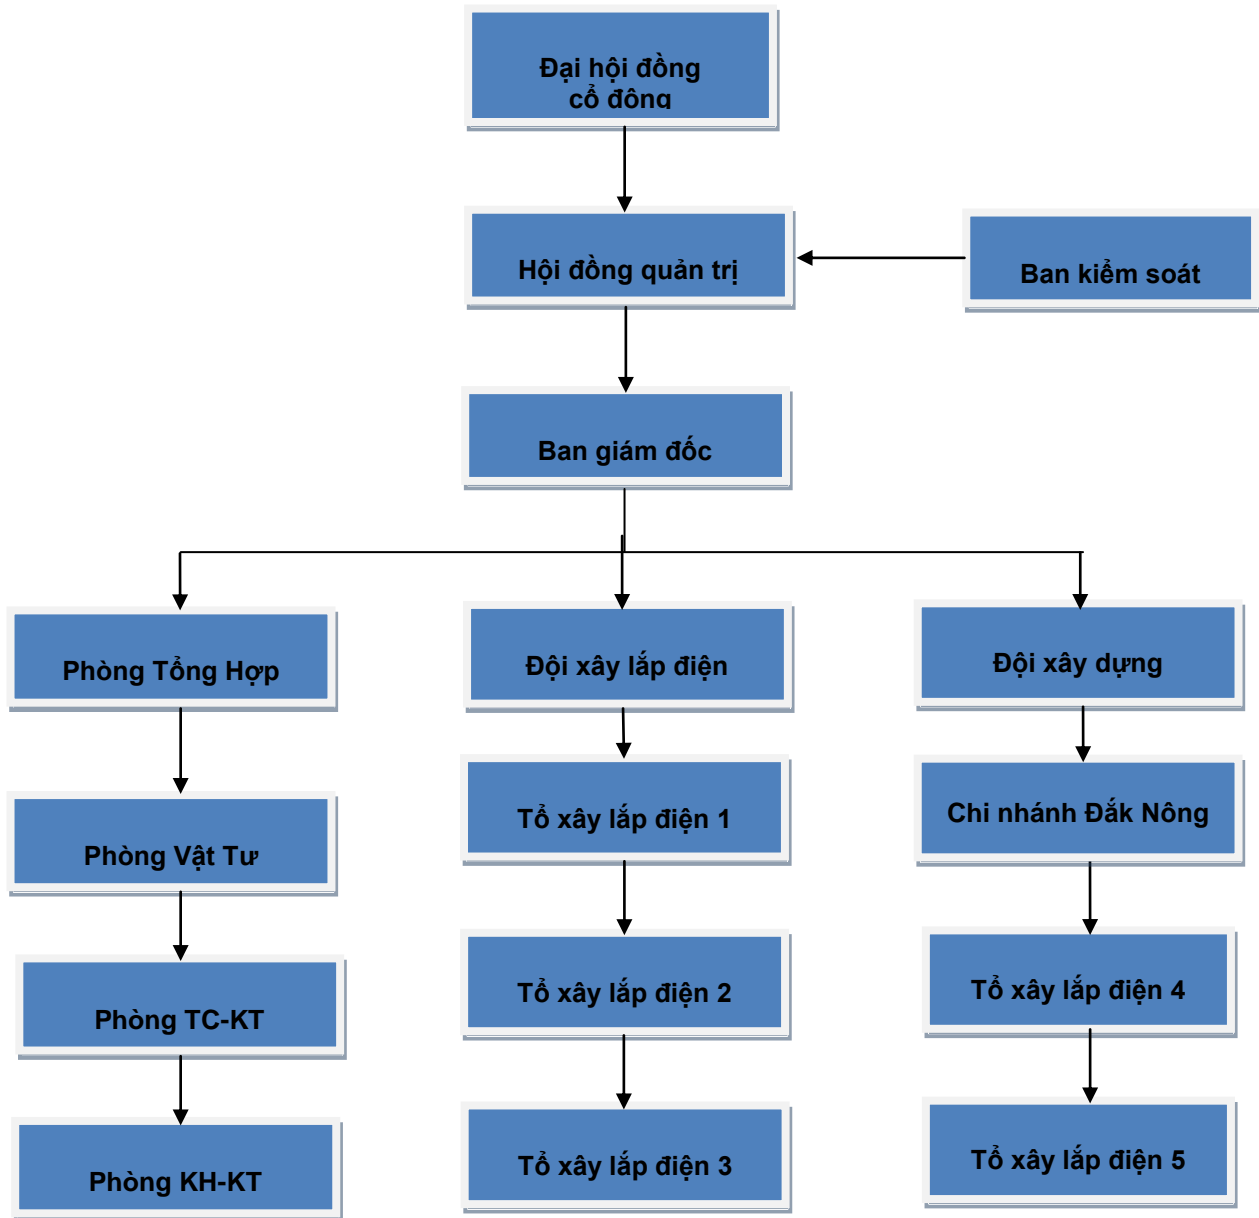 Đại hội đồng
cổ đông
Hội đồng quản trị
Ban kiểm soát
Ban giám đốc
Phòng Tổng Hợp
Đội xây lắp điện
Đội xây dựng
Tổ xây lắp điện 1
Chi nhánh Đắk Nông
Phòng Vật Tư
Tổ xây lắp điện 2
Tổ xây lắp điện 4
Phòng TC-KT
Tổ xây lắp điện 3
Tổ xây lắp điện 5
Phòng KH-KT